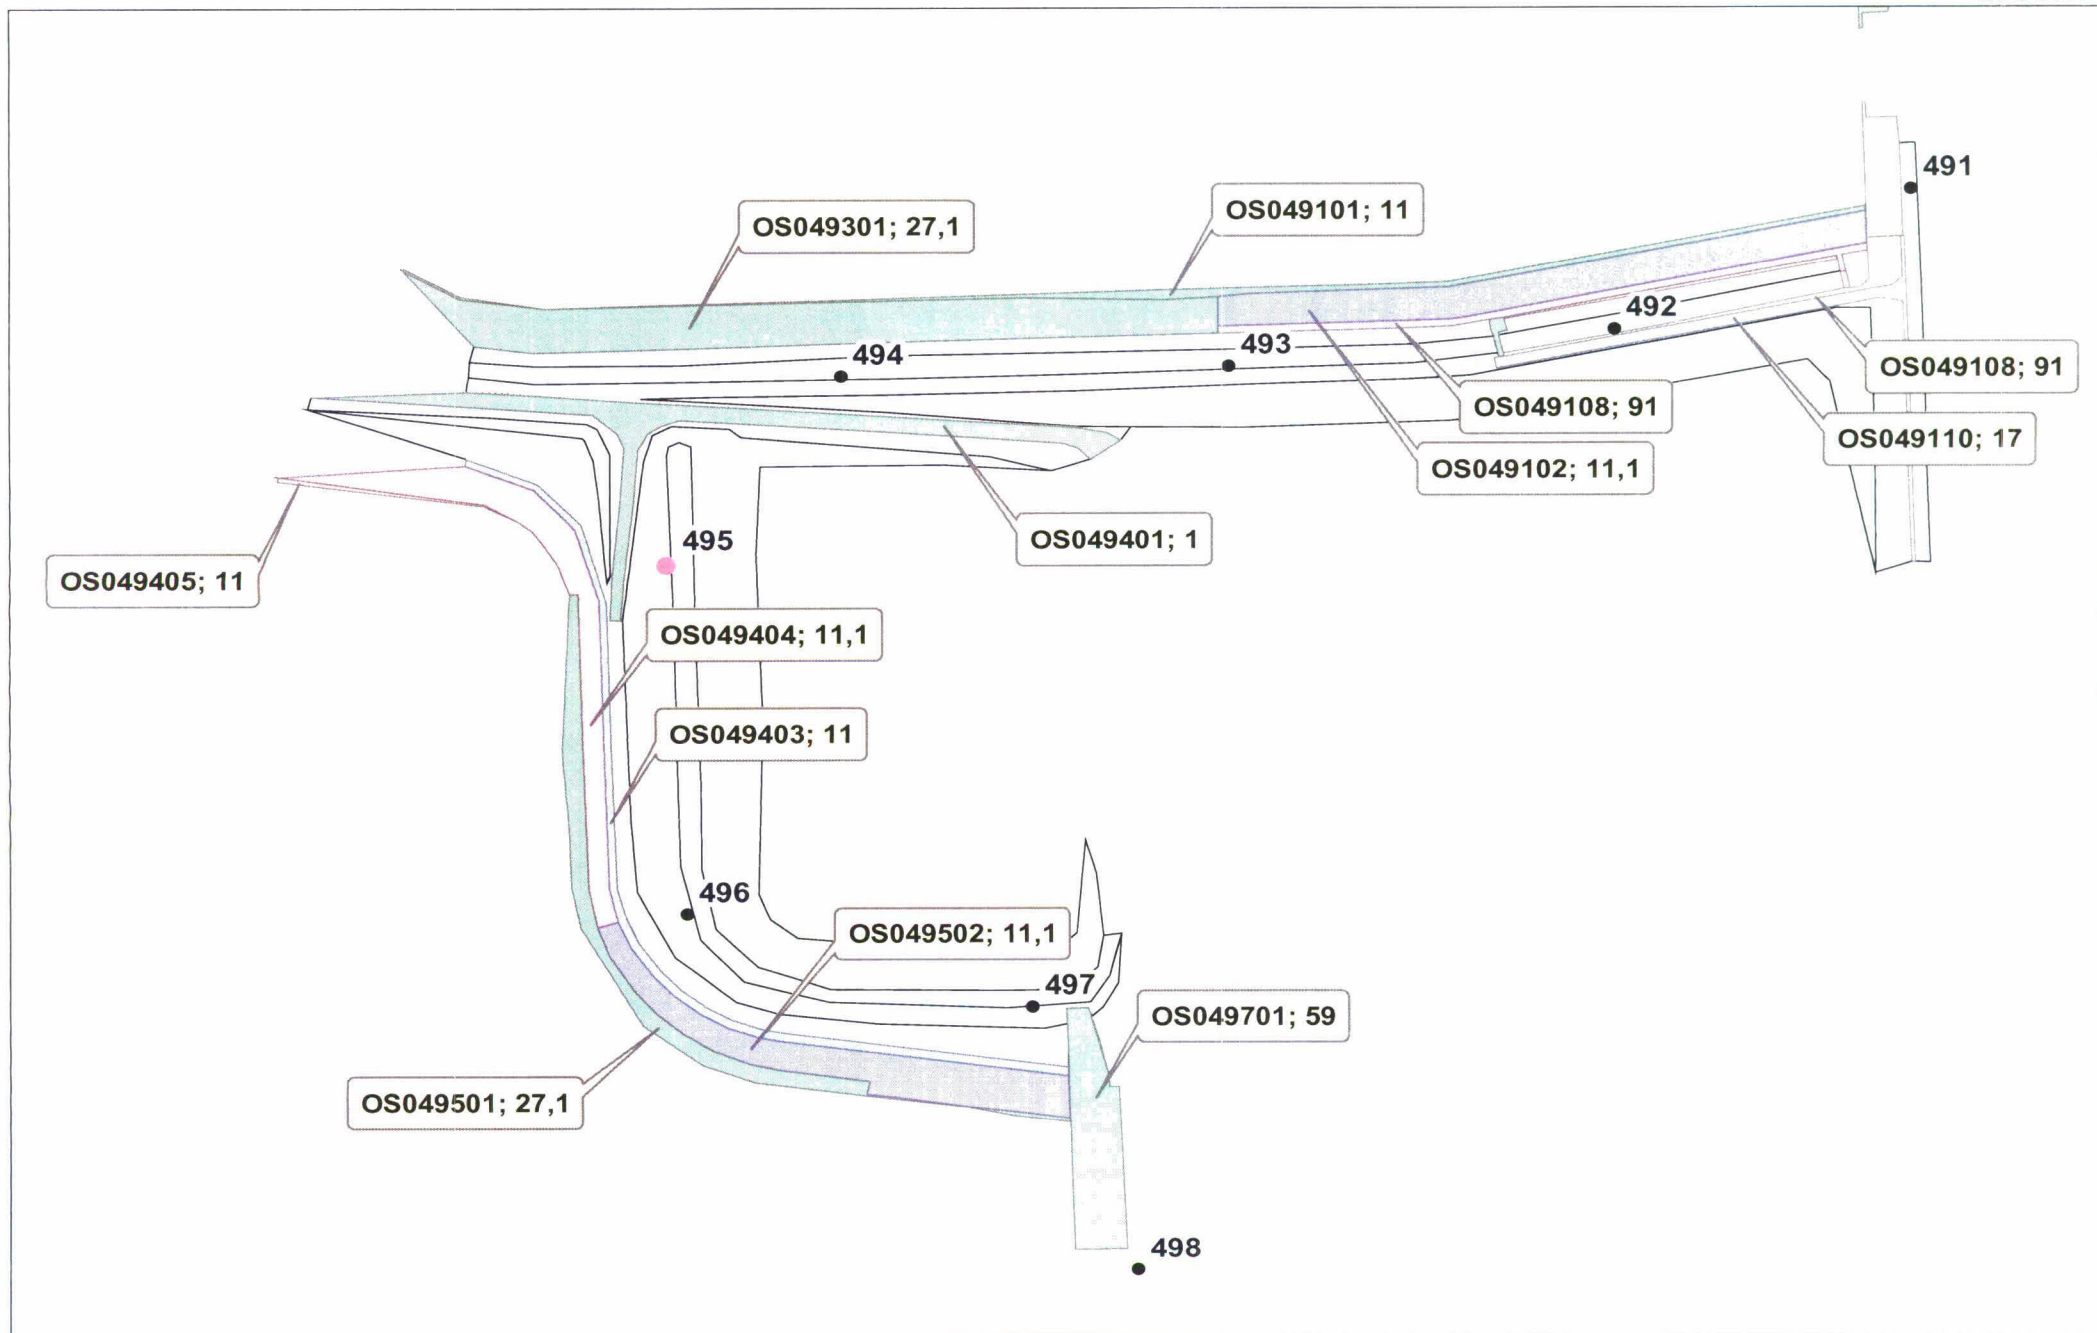 491
OS049101; 11
OS049301; 27,1
492
493
494
OS049108; 91
OS049108; 91
OS049110; 17
OS049102; 11,1
OS049401; 1
495
OS049405; 11
OS049404; 11,1
OS049403; 11
496
OS049502; 11,1
497
OS049701; 59
OS049501; 27,1
498